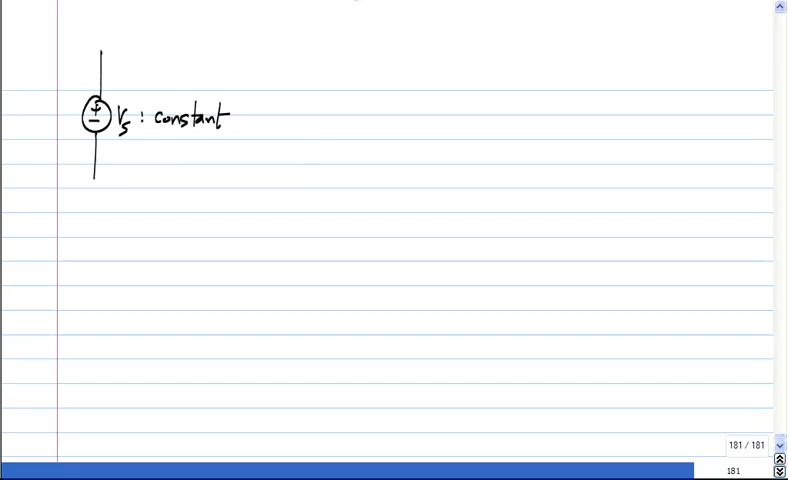 +
− Vs : constant
181 / 181
181